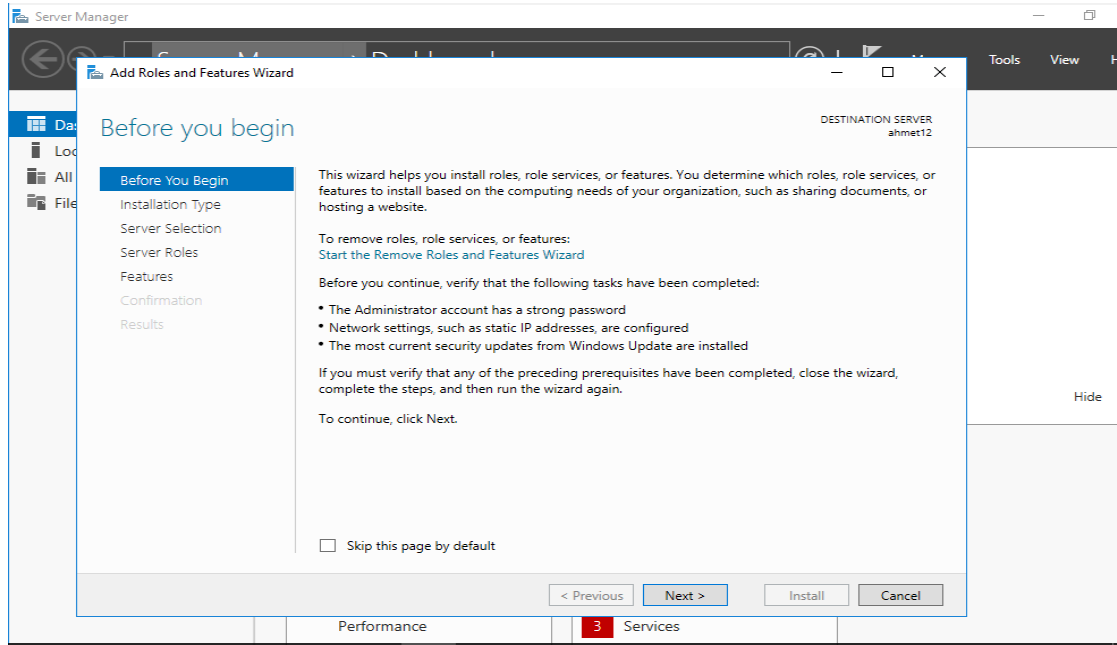 Server Manager
Tools View
Add Roles and Features Wizard
Before you begin
DESTINATION SERVER
ahmet12
All
Before You Begin
Installation Type
Server Selection
Server Roles
Features
Confirmation
Results
This wizard helps you install roles, role services, or features. You determine which roles, role services, or
features to install based on the computing needs of your organization, such as sharing documents, or
hosting a website.
To remove roles, role services, or features:
Start the Remove Roles and Features Wizard
Before you continue, verify that the following tasks have been completed:
• The Administrator account has a strong password
• Network settings, such as static IP addresses, are configured
• The most current security updates from Windows Update are installed
If you must verify that any of the preceding prerequisites have been completed, close the wizard,
complete the steps, and then run the wizard again.
To continue, click Next.
Hide
Skip this page by default
< Previous Next > Install Cancel
Performance
3 Services